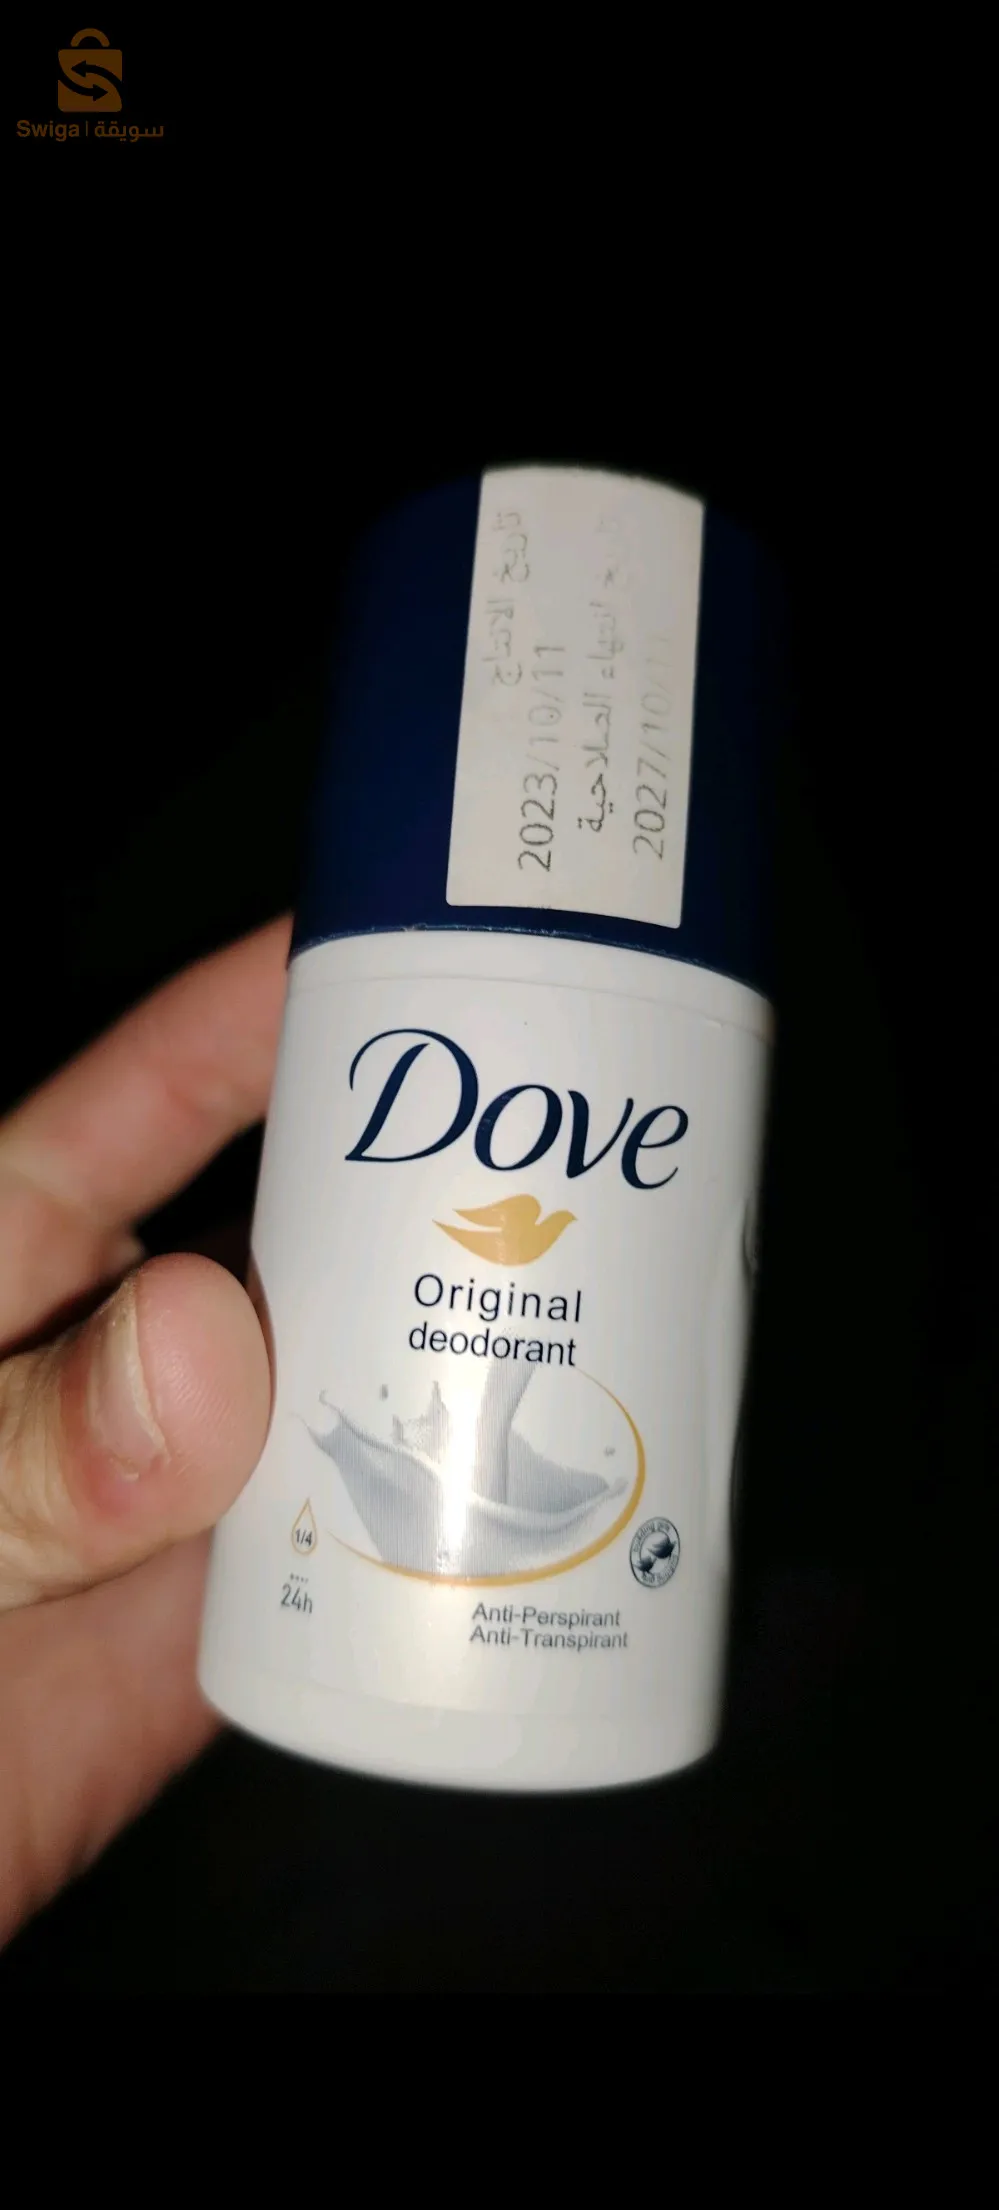 Swiga | سويقة
تاريخ الانتاج
2023/10/11
تاريخ انتهاء الصلاحية
2027/10/11
Dove
Original
deodorant
1/4
24h
Anti-Perspirant
Anti-Transpirant